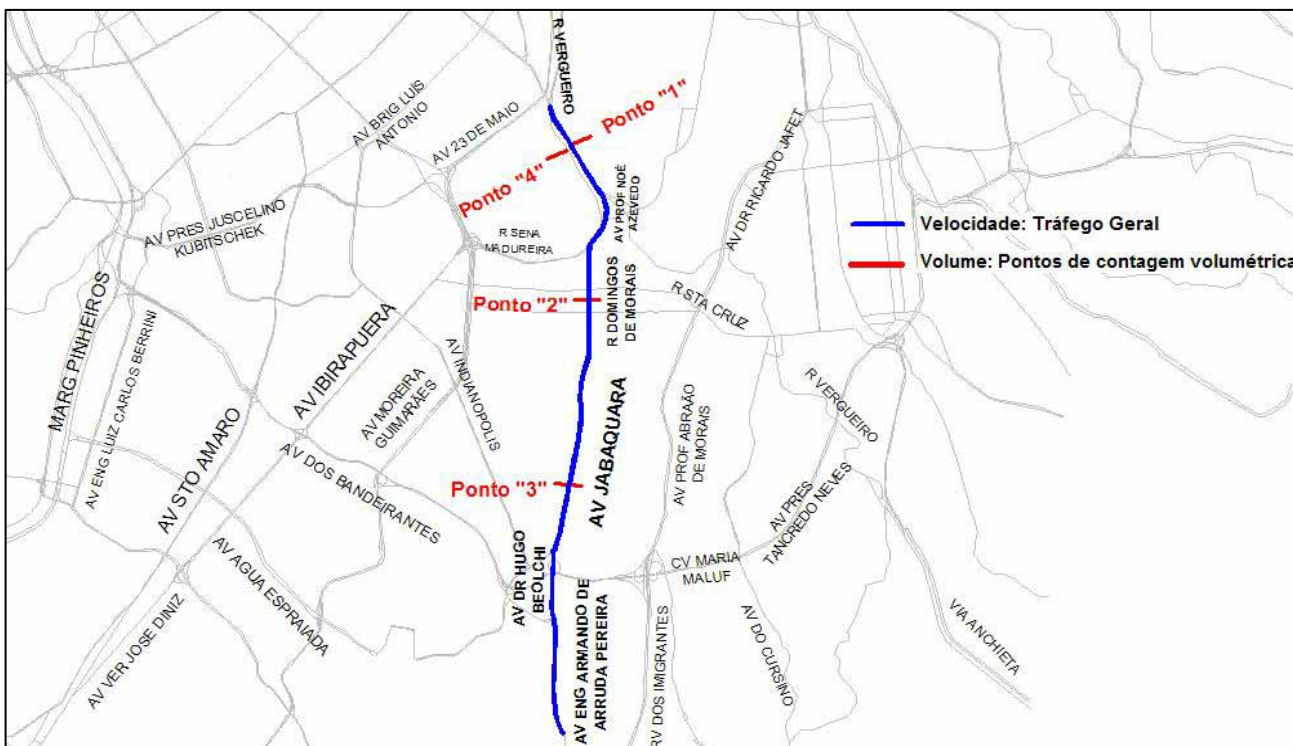 R VERGUEIRO
Ponto "1"
AV BRIG LUIS
ANTONIO
AV 23 DE MAIO
Ponto "4"
AV PROF NOÉ
AZEVEDO
AV DR RICARDO JAFET
Velocidade: Tráfego Geral
Volume: Pontos de contagem volumétrica
AV PRES JUSCELINO
KUBITSCHEK
R SENA
MADUREIRA
R DOMINGOS
DE MORAIS
Ponto "2"
R STA CRUZ
MARG PINHEIROS
AV ENG LUIZ CARLOS BERRINI
AV IBIRAPUERA
AV MOREIRA
GUIMARÃES
AV INDIANOPOLIS
AV STO AMARO
AV DOS BANDEIRANTES
AV JABAQUARA
AV PROF ABRAÃO
DE MORAIS
R VERGUEIRO
Ponto "3"
AV PRES
TANCREDO NEVES
AV AGUA ESPRAIADA
AV DR HUGO
BEOLCHI
CV MARIA
MALUF
AV VER JOSE DINIZ
AV ENG ARMANDO DE
ARRUDA PEREIRA
RV DOS IMIGRANTES
AV DO CURSINO
VIA ANCHIETA